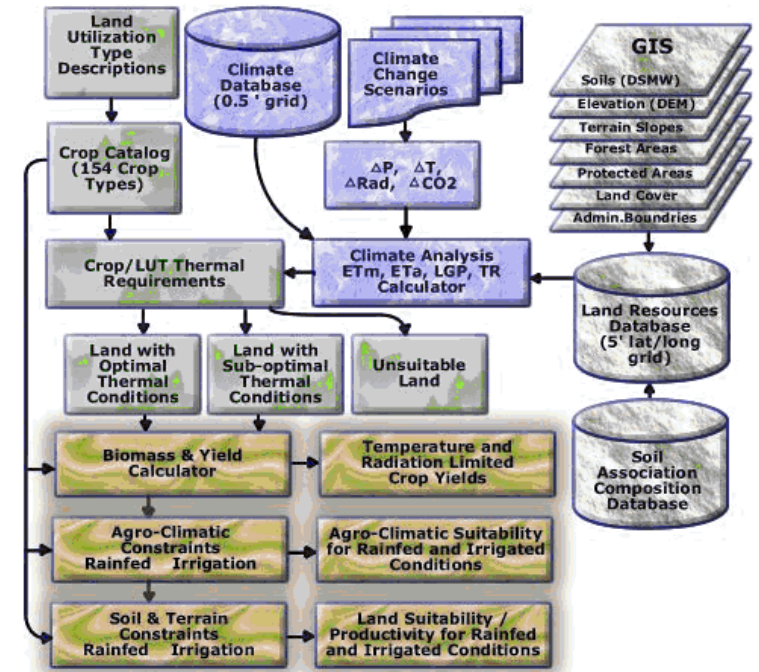 Land
Utilization
Type
Descriptions
Climate
Database
(0.5 ' grid)
Climate
Change
Scenarios
GIS
Soils (DSMW)
Elevation (DEM)
Terrain Slopes
Forest Areas
Protected Areas
Land Cover
Admin.Boundries
Crop Catalog
(154 Crop
Types)
△P, △T,
△Rad, △CO2
Crop/LUT Thermal
Requirements
Climate Analysis
ETm, ETa, LGP, TR
Calculator
Land Resources
Database
(5' lat/long
grid)
Land with
Optimal
Thermal
Conditions
Land with
Sub-optimal
Thermal
Conditions
Unsuitable
Land
Soil
Association
Composition
Database
Biomass & Yield
Calculator
Temperature and
Radiation Limited
Crop Yields
Agro-Climatic
Constraints
Rainfed Irrigation
Agro-Climatic Suitability
for Rainfed and Irrigated
Conditions
Soil & Terrain
Constraints
Rainfed Irrigation
Land Suitability /
Productivity for Rainfed
and Irrigated Conditions